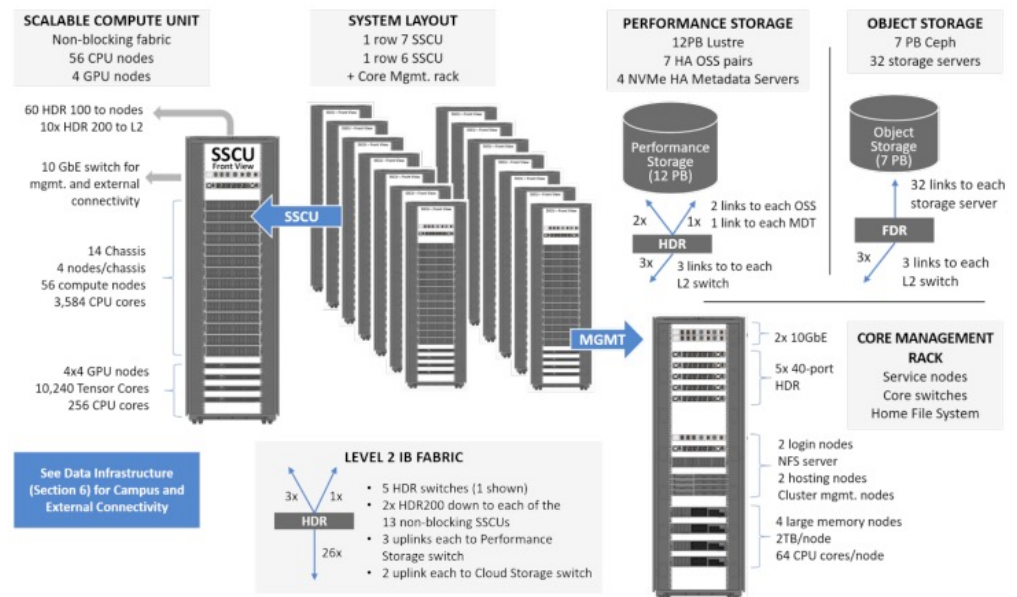 SCALABLE COMPUTE UNIT
Non-blocking fabric
56 CPU nodes
4 GPU nodes
SYSTEM LAYOUT
1 row 7 SSCU
1 row 6 SSCU
+ Core Mgmt. rack
PERFORMANCE STORAGE
12PB Lustre
7 HA OSS pairs
4 NVMe HA Metadata Servers
OBJECT STORAGE
7 PB Ceph
32 storage servers
60 HDR 100 to nodes
10x HDR 200 to L2
10 GbE switch for
mgmt. and external
connectivity
14 Chassis
4 nodes/chassis
56 compute nodes
3,584 CPU cores
4x4 GPU nodes
10,240 Tensor Cores
256 CPU cores
SSCU
Front View
SSCU
MGMT
Performance
Storage
(12 PB)
2x
1x
2 links to each OSS
1 link to each MDT
HDR
3x
3 links to to each
L2 switch
Object
Storage
(7 PB)
32 links to each
storage server
FDR
3x
3 links to each
L2 switch
2x 10GbE
5x 40-port
HDR
2 login nodes
NFS server
2 hosting nodes
Cluster mgmt. nodes
4 large memory nodes
2TB/node
64 CPU cores/node
CORE MANAGEMENT
RACK
Service nodes
Core switches
Home File System
See Data Infrastructure
(Section 6) for Campus and
External Connectivity
LEVEL 2 IB FABRIC
3x
1x
HDR
26x
• 5 HDR switches (1 shown)
• 2x HDR200 down to each of the
13 non-blocking SSCUs
• 3 uplinks each to Performance
Storage switch
• 2 uplink each to Cloud Storage switch